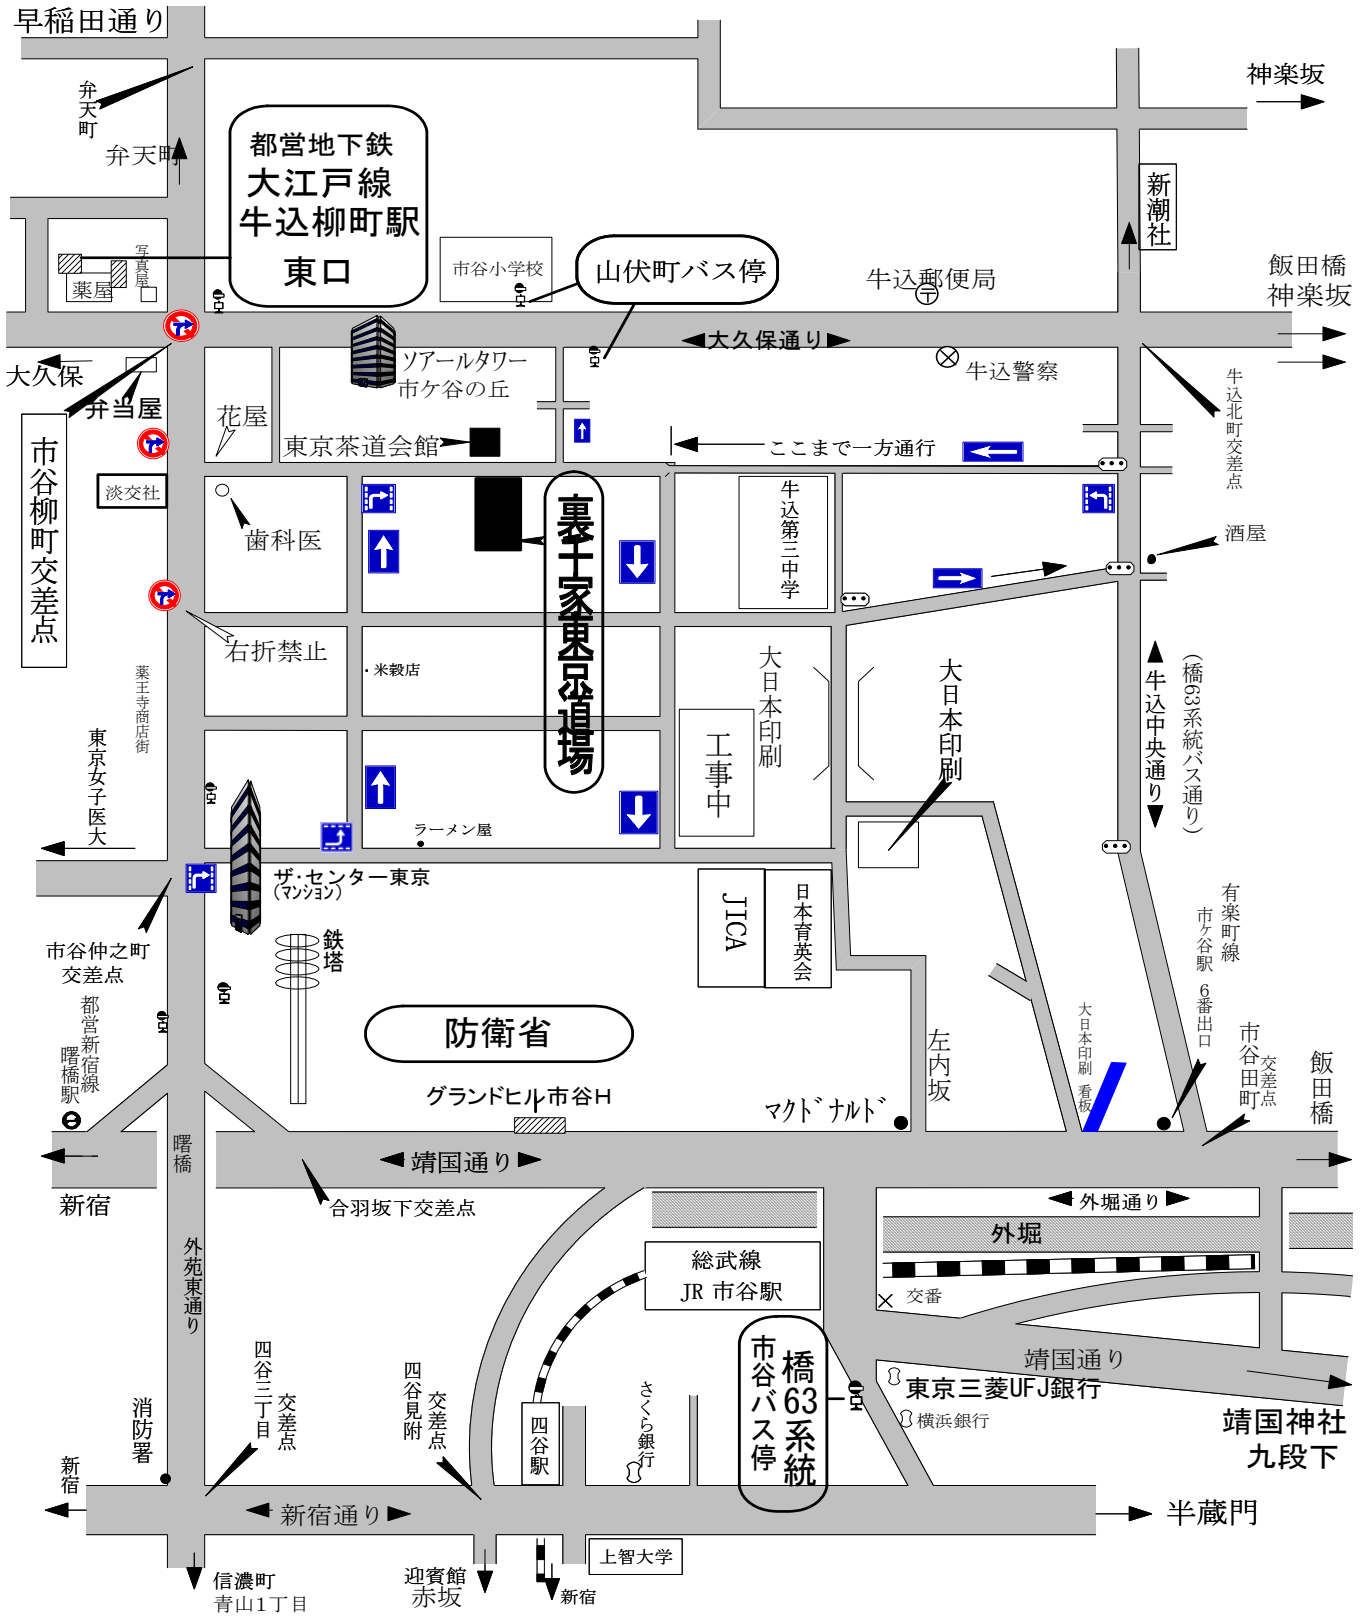 早稲田通り
神楽坂
弁天町
弁天町
都営地下鉄
大江戸線
牛込柳町駅
東口
新潮社
写真屋
薬屋
市谷小学校
山伏町バス停
牛込郵便局
飯田橋
神楽坂
大久保通り
大久保
弁当屋
ソアールタワー
市ケ谷の丘
牛込警察
牛込北町交差点
花屋
東京茶道会館
ここまで一方通行
市谷柳町交差点
淡交社
歯科医
裏千家東京道場
牛込第三中学
酒屋
右折禁止
・米穀店
薬王寺商店街
大日本印刷
大日本印刷
工事中
牛込中央通り
(橋63系統バス通り)
東京女子医大
ラーメン屋
ザ・センター東京
(マンション)
JICA
日本育英会
市谷仲之町
交差点
鉄塔
有楽町線
市ケ谷駅 6番出口
都営新宿線
曙橋駅
防衛省
グランドヒル市谷H
マクドナルド
左内坂
大日本印刷 看板
市谷田町
交差点
飯田橋
曙橋
靖国通り
新宿
合羽坂下交差点
外堀通り
外堀
外苑東通り
総武線
JR 市谷駅
交番
靖国通り
橋63系統
市谷バス停
東京三菱UFJ銀行
横浜銀行
靖国神社
九段下
四谷三丁目
交差点
四谷見附
交差点
さくら銀行
四谷駅
消防署
新宿
新宿通り
半蔵門
上智大学
信濃町
青山1丁目
迎賓館
赤坂
新宿